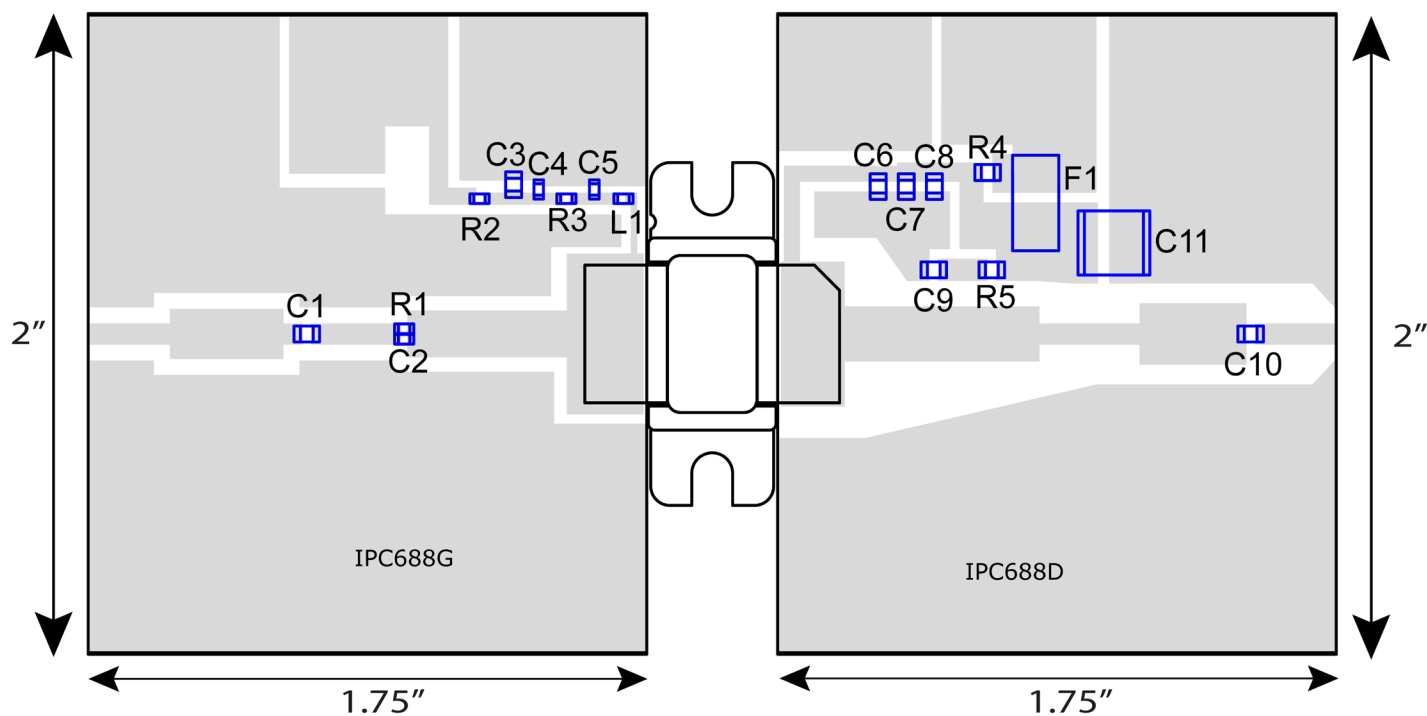 C3 C4 C5
R2 R3 L1
C6 C8 R4
F1
C7
C11
C9 R5
2”
C1 R1
C2
2”
C10
IPC688G
IPC688D
1.75”
1.75”